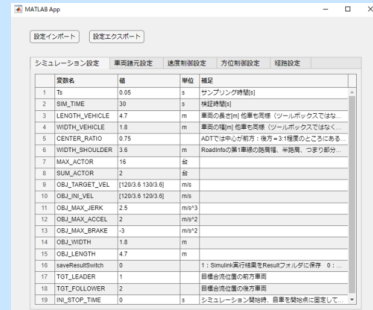 MATLAB App
設定インポート 設定エクスポート
シミュレーション設定 車両諸元設定 速度制御設定 方位制御設定 経路設定
変数名 値 単位 補足
1 Ts 0.05 s サンプリング時間[s]
2 SIM_TIME 30 s 検証時間[s]
3 LENGTH_VEHICLE 4.7 m 車両の長さ[m] 他車も同様（ツールボックスではな...
4 WIDTH_VEHICLE 1.8 m 車両の幅[m] 他車も同様（ツールボックスではなく...
5 CENTER_RATIO 0.75 ADTでは中心が前方：後方＝3:1程度のところにある...
6 WIDTH_SHOULDER 3.6 m RoadInfoの第1車線の路肩幅、半路肩、つまり部分...
7 MAX_ACTOR 16 台
8 SUM_ACTOR 2 台
9 OBJ_TARGET_VEL [120/3.6 130/3.6] m/s
10 OBJ_INI_VEL [120/3.6 120/3.6] m/s
11 OBJ_MAX_JERK 2.5 m/s^3
12 OBJ_MAX_ACCEL 2 m/s^2
13 OBJ_MAX_BRAKE -3 m/s^2
14 OBJ_WIDTH 1.8 m
15 OBJ_LENGTH 4.7 m
16 saveResultSwitch 0 1：Simulink実行結果をResultフォルダに保存 0：...
17 TGT_LEADER 1 目標合流位置の前方車両
18 TGT_FOLLOWER 2 目標合流位置の後方車両
19 INI_STOP_TIME 0 s シミュレーション開始時、自車を開始点に固定して...